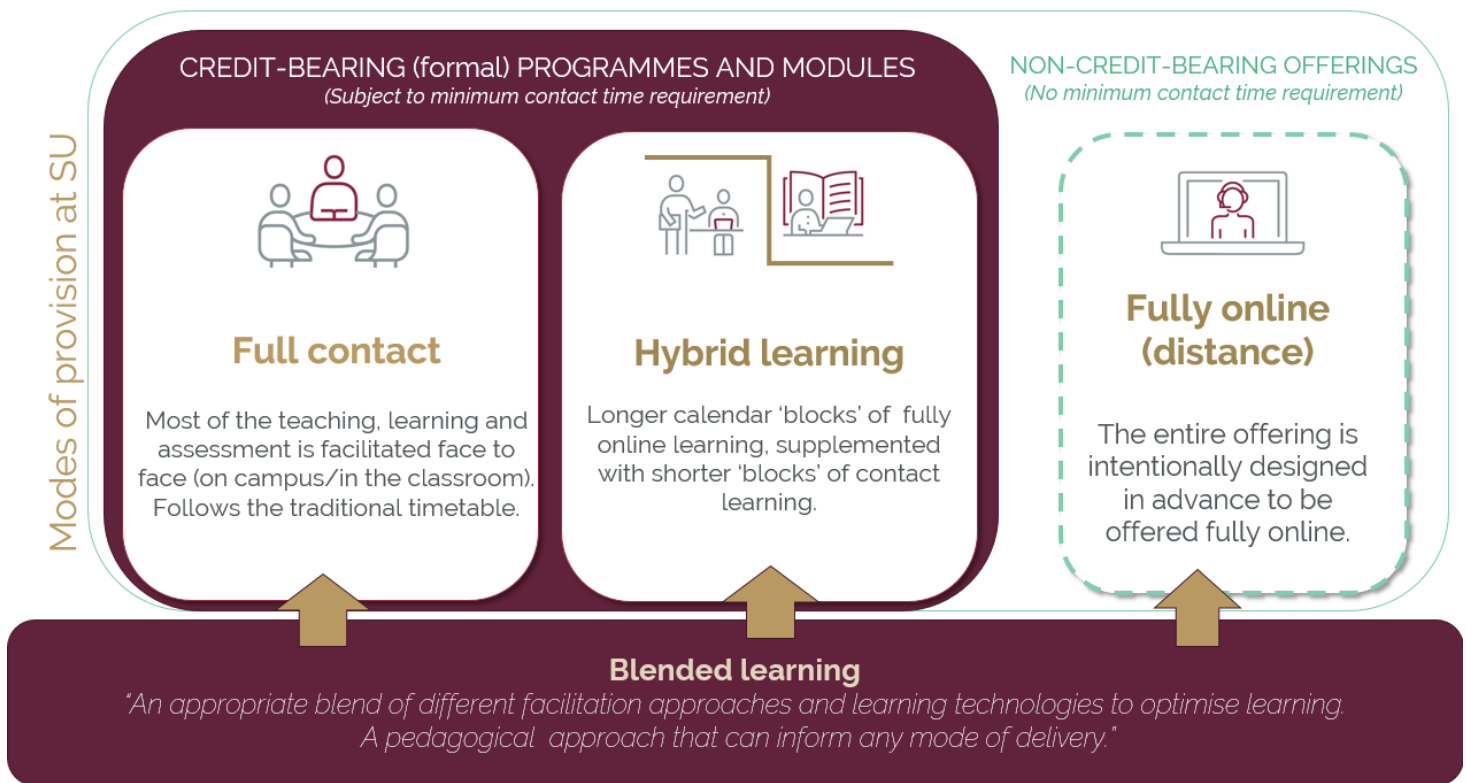 Modes of provision at SU
CREDIT-BEARING (formal) PROGRAMMES AND MODULES
(Subject to minimum contact time requirement)
Full contact
Most of the teaching, learning and
assessment is facilitated face to
face (on campus/in the classroom).
Follows the traditional timetable.
Hybrid learning
Longer calendar ‘blocks’ of fully
online learning, supplemented
with shorter ‘blocks’ of contact
learning.
NON-CREDIT-BEARING OFFERINGS
(No minimum contact time requirement)
Fully online
(distance)
The entire offering is
intentionally designed
in advance to be
offered fully online.
Blended learning
“An appropriate blend of different facilitation approaches and learning technologies to optimise learning.
A pedagogical approach that can inform any mode of delivery.”